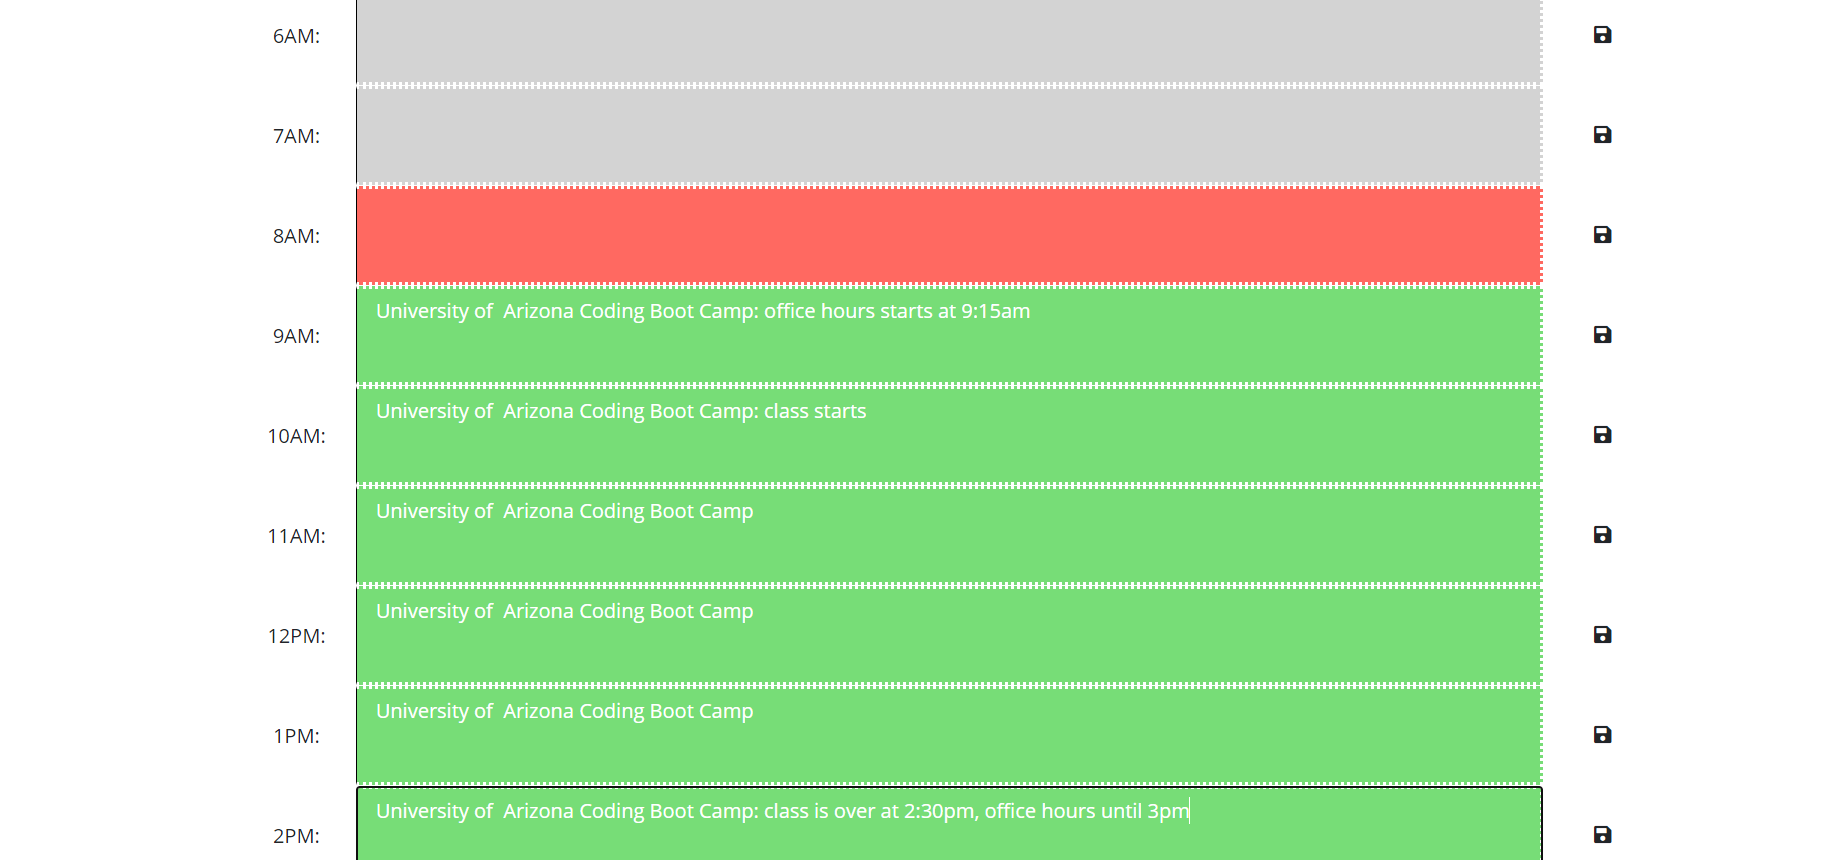 6AM:
7AM:
8AM:
9AM: University of  Arizona Coding Boot Camp: office hours starts at 9:15am
10AM: University of  Arizona Coding Boot Camp: class starts
11AM: University of  Arizona Coding Boot Camp
12PM: University of  Arizona Coding Boot Camp
1PM: University of  Arizona Coding Boot Camp
2PM: University of  Arizona Coding Boot Camp: class is over at 2:30pm, office hours until 3pm